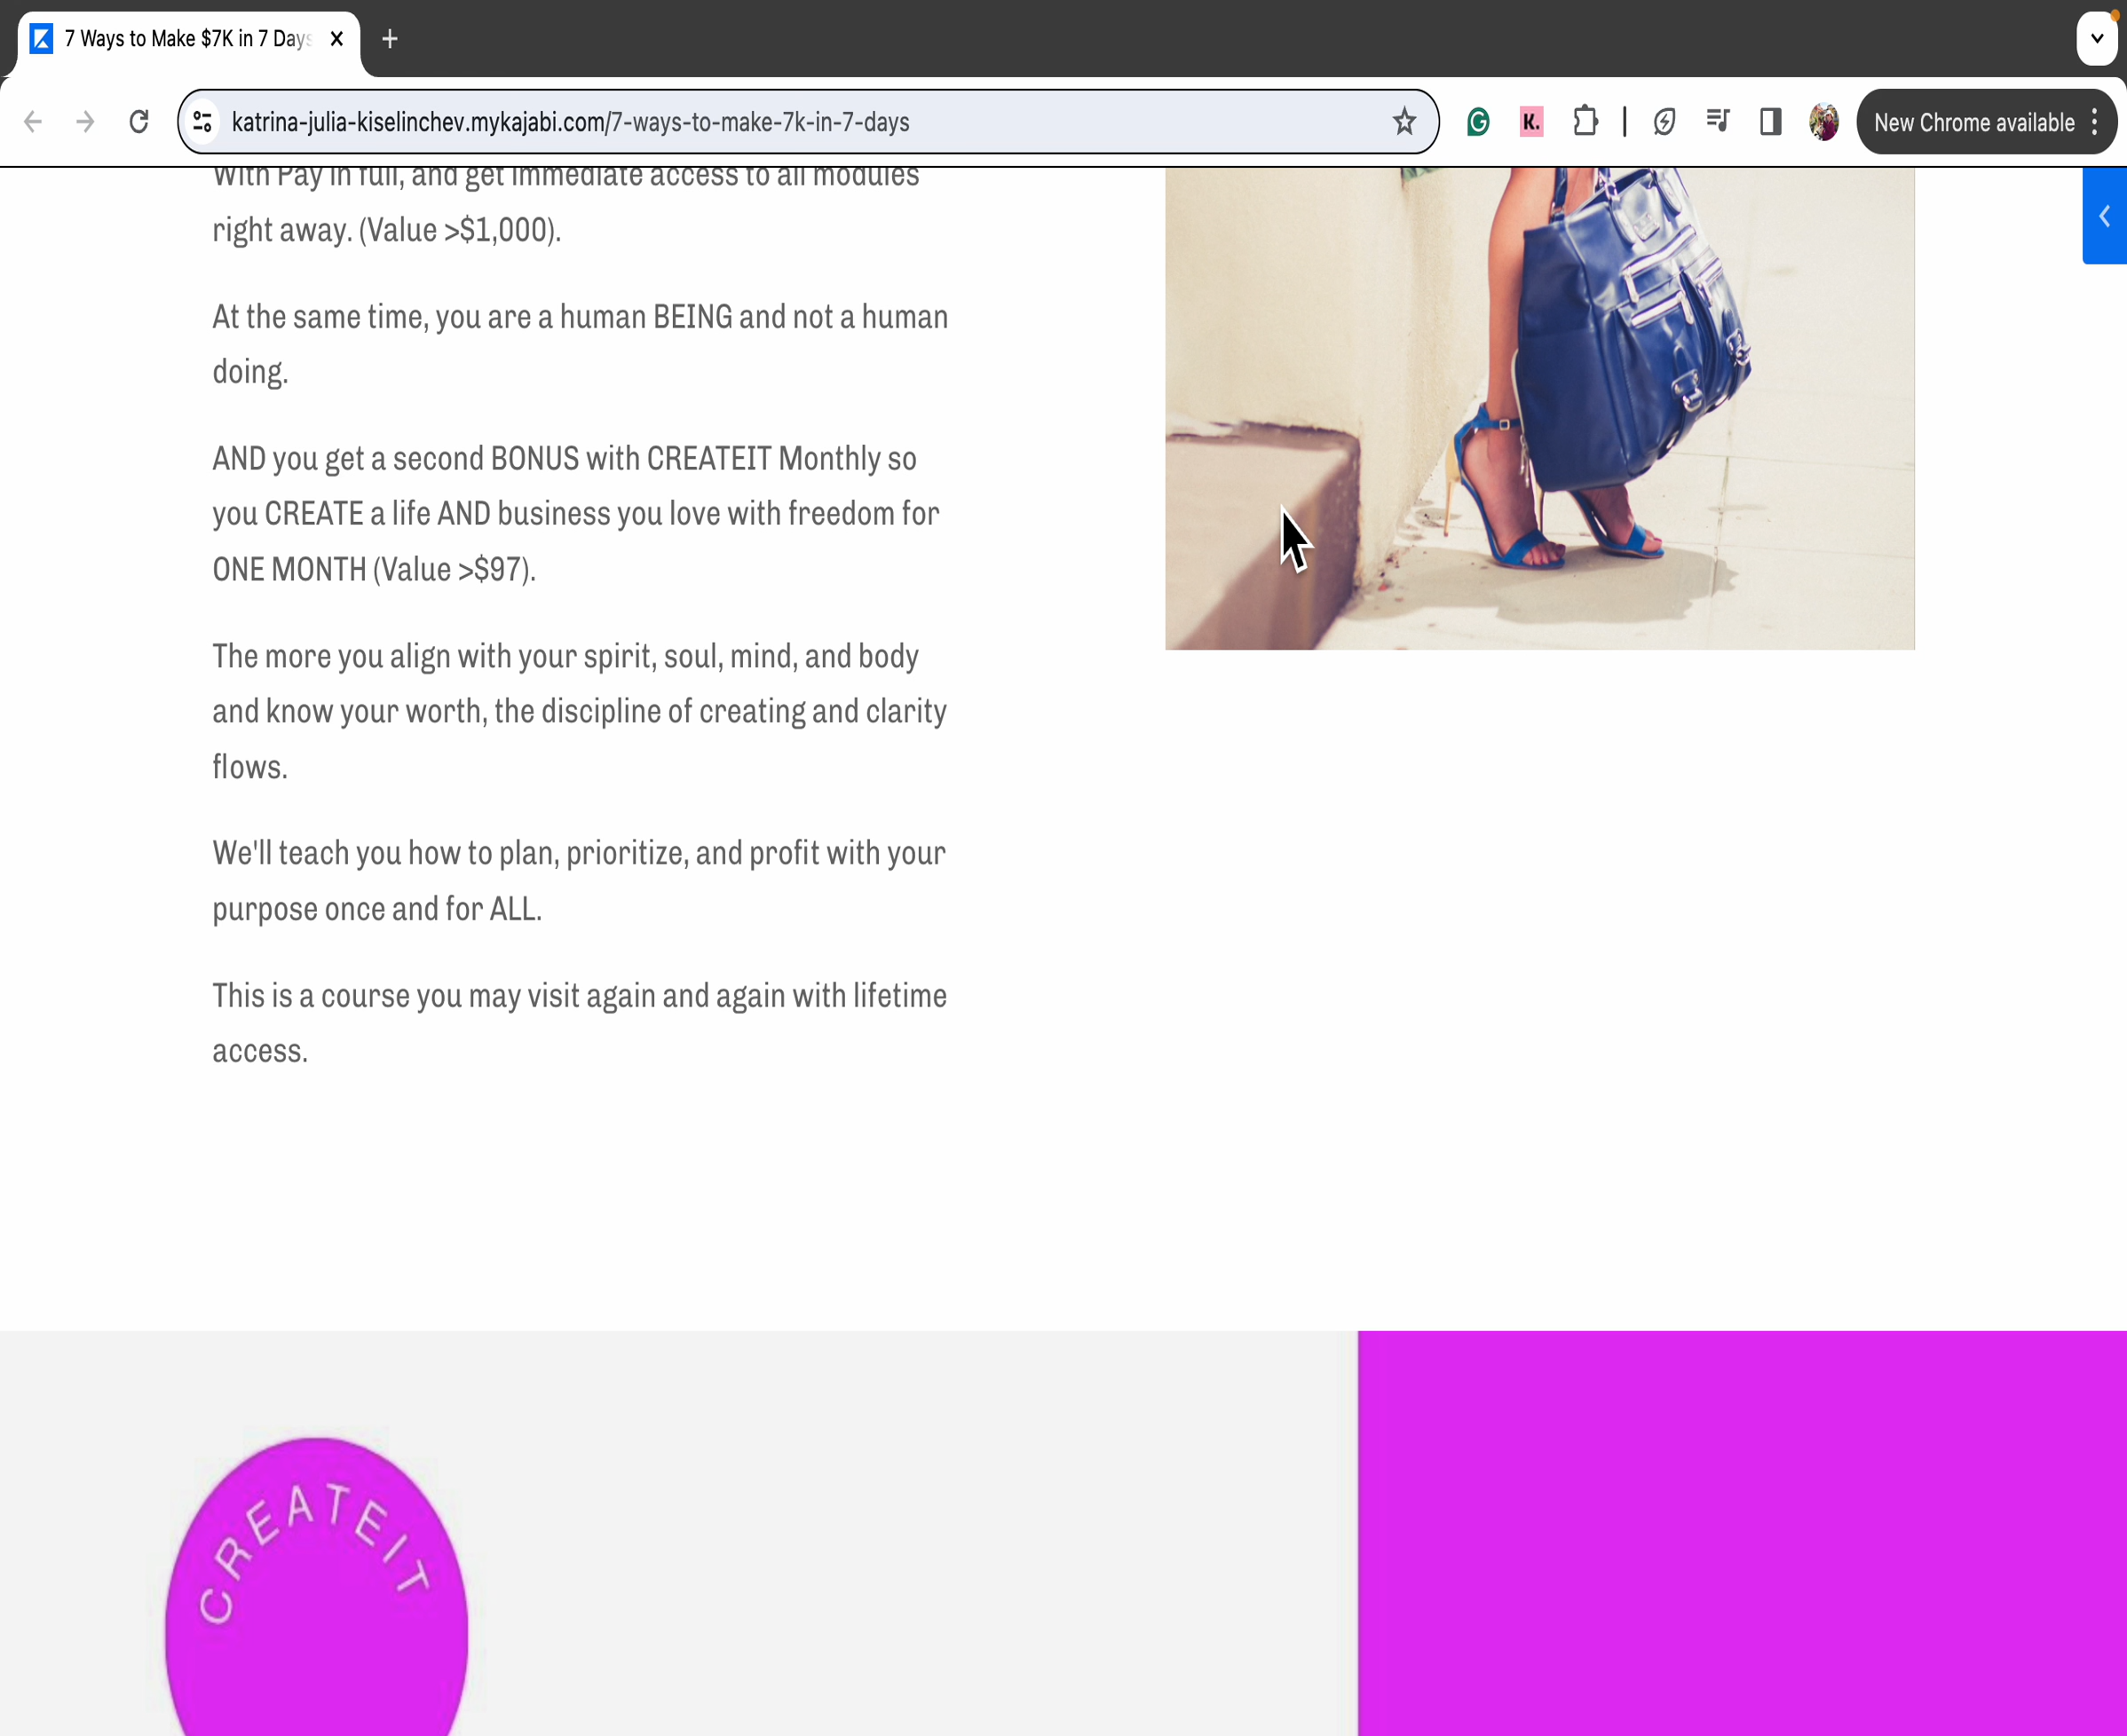 7 Ways to Make $7K in 7 Days
katrina-julia-kiselinchev.mykajabi.com/7-ways-to-make-7k-in-7-days
K.
New Chrome available
With Pay in full, and get immediate access to all modules
right away. (Value >$1,000).
At the same time, you are a human BEING and not a human
doing.
AND you get a second BONUS with CREATEIT Monthly so
you CREATE a life AND business you love with freedom for
ONE MONTH (Value >$97).
The more you align with your spirit, soul, mind, and body
and know your worth, the discipline of creating and clarity
flows.
We'll teach you how to plan, prioritize, and profit with your
purpose once and for ALL.
This is a course you may visit again and again with lifetime
access.
CREATEIT